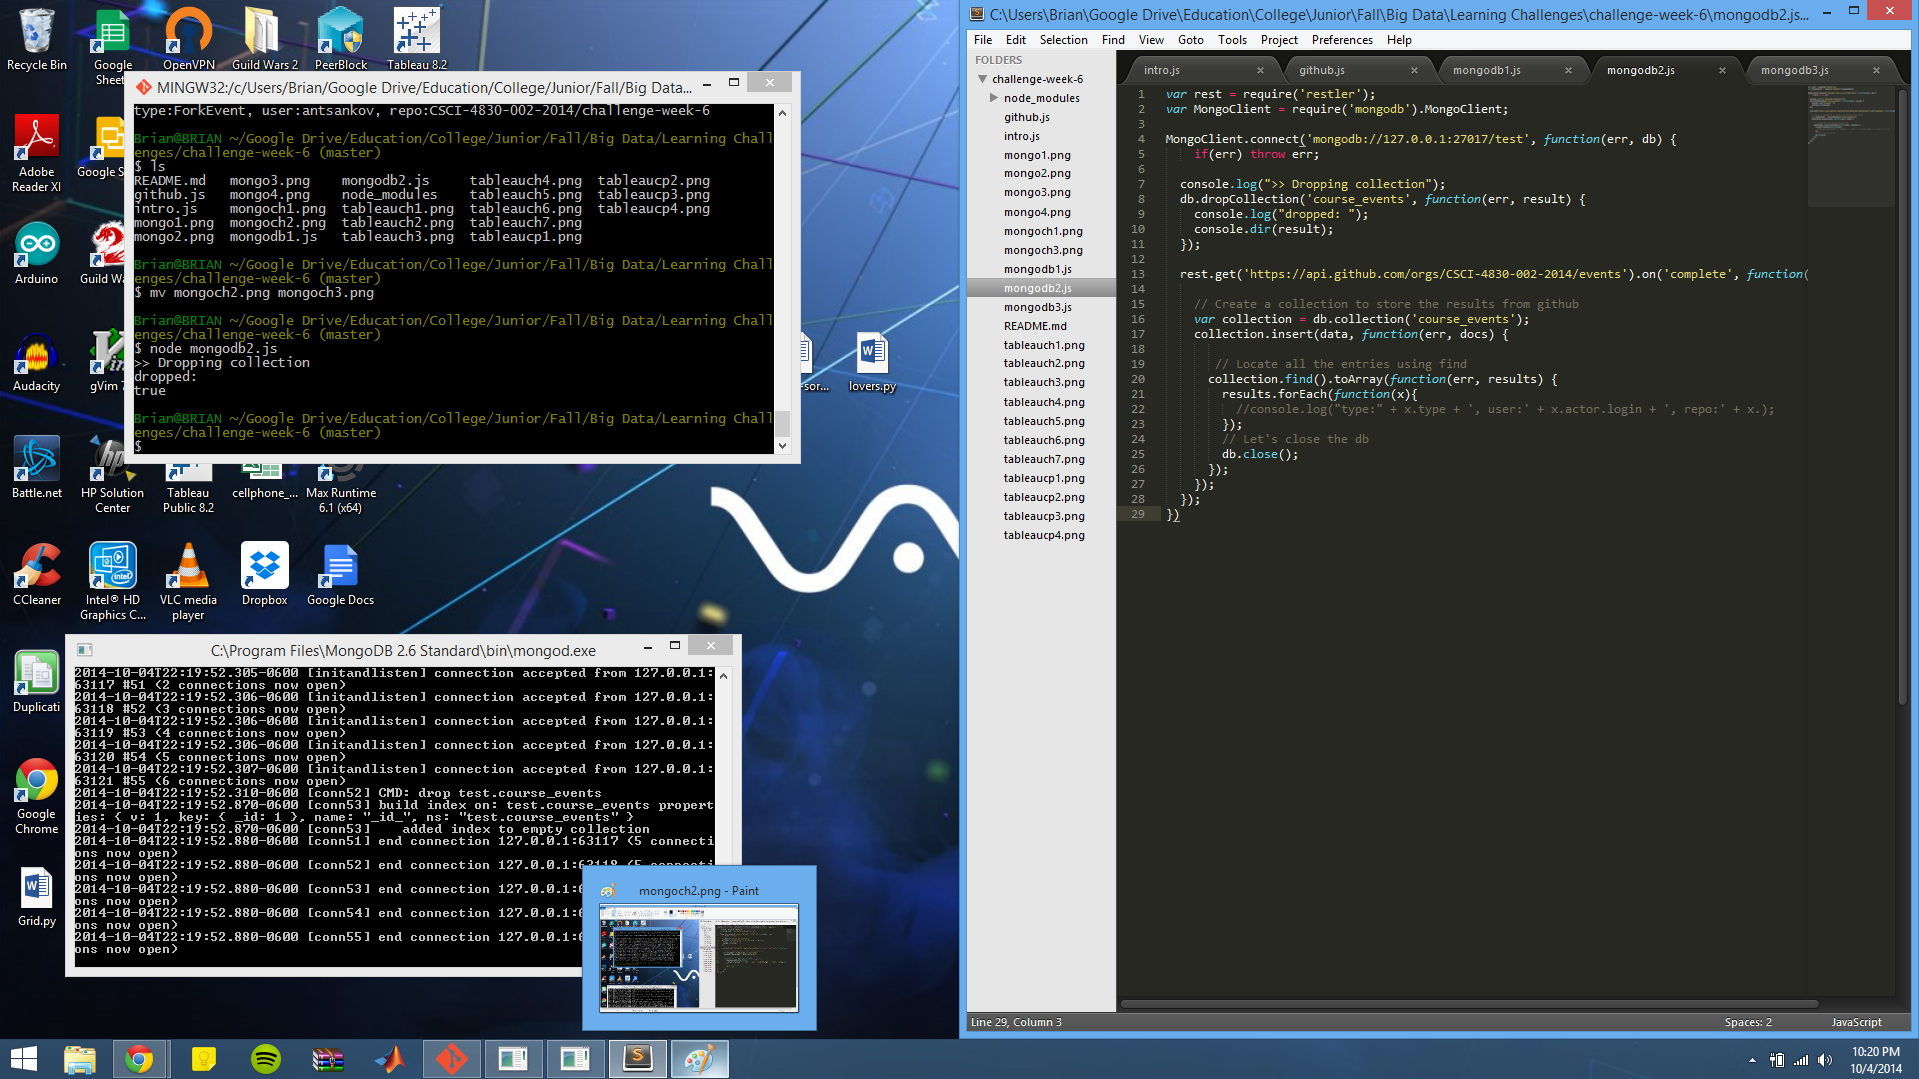 Recycle Bin
Google Sheet
OpenVPN
Guild Wars 2
PeerBlock
Tableau 8.2
Adobe Reader XI
Google S
Arduino
Guild Wa
Audacity
gVim 7
Battle.net
HP Solution Center
Tableau Public 8.2
cellphone_...
Max Runtime 6.1 (x64)
CCleaner
Intel® HD Graphics C...
VLC media player
Dropbox
Google Docs
Duplicati
Google Chrome
Grid.py
sor...
lovers.py
MINGW32:/c/Users/Brian/Google Drive/Education/College/Junior/Fall/Big Data...
type:ForkEvent, user:antsankov, repo:CSCI-4830-002-2014/challenge-week-6
Brian@BRIAN ~/Google Drive/Education/College/Junior/Fall/Big Data/Learning Chall
enges/challenge-week-6 (master)
$ ls
README.md mongo3.png mongodb2.js tableauch4.png tableaucp2.png
github.js mongo4.png node_modules tableauch5.png tableaucp3.png
intro.js mongoch1.png tableauch1.png tableauch6.png tableaucp4.png
mongo1.png mongoch2.png tableauch2.png tableauch7.png
mongo2.png mongodb1.js tableauch3.png tableaucp1.png
Brian@BRIAN ~/Google Drive/Education/College/Junior/Fall/Big Data/Learning Chall
enges/challenge-week-6 (master)
$ mv mongoch2.png mongoch3.png
Brian@BRIAN ~/Google Drive/Education/College/Junior/Fall/Big Data/Learning Chall
enges/challenge-week-6 (master)
$ node mongodb2.js
>> Dropping collection
dropped:
true
Brian@BRIAN ~/Google Drive/Education/College/Junior/Fall/Big Data/Learning Chall
enges/challenge-week-6 (master)
$
C:\Program Files\MongoDB 2.6 Standard\bin\mongod.exe
2014-10-04T22:19:52.305-0600 [initandlisten] connection accepted from 127.0.0.1:
63117 #51 (2 connections now open)
2014-10-04T22:19:52.306-0600 [initandlisten] connection accepted from 127.0.0.1:
63118 #52 (3 connections now open)
2014-10-04T22:19:52.306-0600 [initandlisten] connection accepted from 127.0.0.1:
63119 #53 (4 connections now open)
2014-10-04T22:19:52.306-0600 [initandlisten] connection accepted from 127.0.0.1:
63120 #54 (5 connections now open)
2014-10-04T22:19:52.307-0600 [initandlisten] connection accepted from 127.0.0.1:
63121 #55 (6 connections now open)
2014-10-04T22:19:52.310-0600 [conn52] CMD: drop test.course_events
2014-10-04T22:19:52.870-0600 [conn53] build index on: test.course_events propert
ies: { v: 1, key: { _id: 1 }, name: "_id_", ns: "test.course_events" }
2014-10-04T22:19:52.870-0600 [conn53] added index to empty collection
2014-10-04T22:19:52.880-0600 [conn51] end connection 127.0.0.1:63117 (5 connecti
ons now open)
2014-10-04T22:19:52.880-0600 [conn52] end connection 127.0.0.1:63118 (5 connecti
ons now open)
2014-10-04T22:19:52.880-0600 [conn53] end connection 127.0.0.1:6
ons now open)
2014-10-04T22:19:52.880-0600 [conn54] end connection 127.0.0.1:6
ons now open)
2014-10-04T22:19:52.880-0600 [conn55] end connection 127.0.0.1:6
ons now open)
mongoch2.png - Paint
C:\Users\Brian\Google Drive\Education\College\Junior\Fall\Big Data\Learning Challenges\challenge-week-6\mongodb2.js...
File Edit Selection Find View Goto Tools Project Preferences Help
FOLDERS
challenge-week-6
node_modules
github.js
intro.js
mongo1.png
mongo2.png
mongo3.png
mongo4.png
mongoch1.png
mongoch3.png
mongodb1.js
mongodb2.js
mongodb3.js
README.md
tableauch1.png
tableauch2.png
tableauch3.png
tableauch4.png
tableauch5.png
tableauch6.png
tableauch7.png
tableaucp1.png
tableaucp2.png
tableaucp3.png
tableaucp4.png
intro.js github.js mongodb1.js mongodb2.js mongodb3.js
1 var rest = require('restler');
2 var MongoClient = require('mongodb').MongoClient;
3
4 MongoClient.connect('mongodb://127.0.0.1:27017/test', function(err, db) {
5 if(err) throw err;
6
7 console.log(">> Dropping collection");
8 db.dropCollection('course_events', function(err, result) {
9 console.log("dropped: ");
10 console.dir(result);
11 });
12
13 rest.get('https://api.github.com/orgs/CSCI-4830-002-2014/events').on('complete', function(
14
15 // Create a collection to store the results from github
16 var collection = db.collection('course_events');
17 collection.insert(data, function(err, docs) {
18
19 // Locate all the entries using find
20 collection.find().toArray(function(err, results) {
21 results.forEach(function(x){
22 //console.log("type:" + x.type + ', user:' + x.actor.login + ', repo:' + x.);
23 });
24 // Let's close the db
25 db.close();
26 });
27 });
28 });
29 })
Line 29, Column 3
Spaces: 2
JavaScript
10:20 PM
10/4/2014